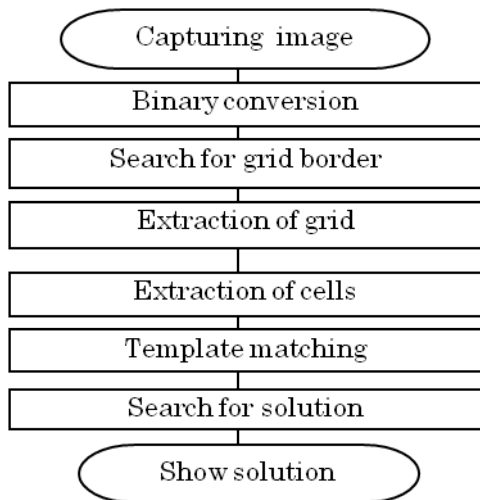 Capturing image
Binary conversion
Search for grid border
Extraction of grid
Extraction of cells
Template matching
Search for solution
Show solution